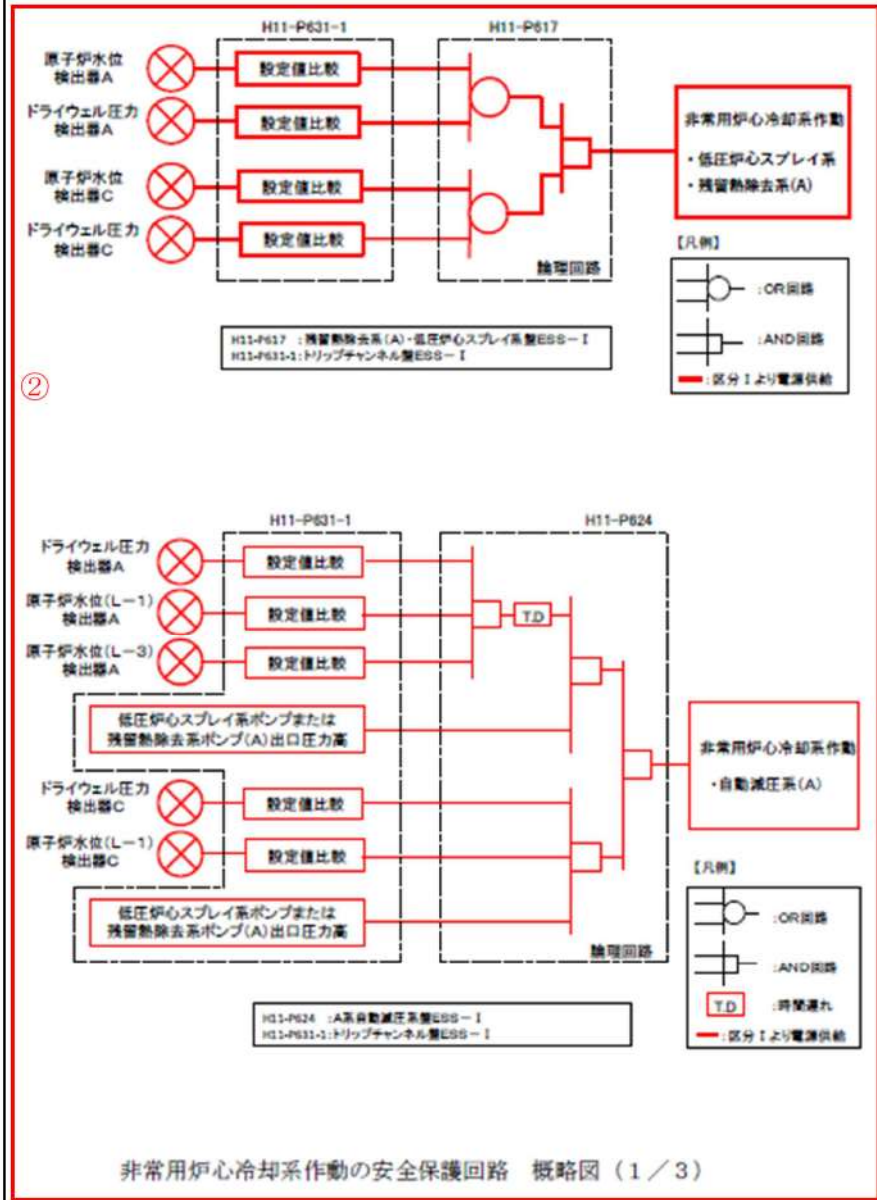 H11-P631-1
H11-P617
原子炉水位
検出器A
設定値比較
ドライウェル圧力
検出器A
設定値比較
原子炉水位
検出器C
設定値比較
ドライウェル圧力
検出器C
設定値比較
論理回路
非常用炉心冷却系作動
・低圧炉心スプレイ系
・残留熱除去系(A)
【凡例】
:OR回路
:AND回路
:区分Ⅰより電源供給
H11-P617 :残留熱除去系(A)・低圧炉心スプレイ系盤ESS-Ⅰ
H11-P631-1:トリップチャンネル盤ESS-Ⅰ
②
H11-P631-1
H11-P624
ドライウェル圧力
検出器A
設定値比較
原子炉水位(L-1)
検出器A
設定値比較
T.D
原子炉水位(L-3)
検出器A
設定値比較
低圧炉心スプレイ系ポンプまたは
残留熱除去系ポンプ(A)出口圧力高
ドライウェル圧力
検出器C
設定値比較
原子炉水位(L-1)
検出器C
設定値比較
低圧炉心スプレイ系ポンプまたは
残留熱除去系ポンプ(A)出口圧力高
論理回路
非常用炉心冷却系作動
・自動減圧系(A)
【凡例】
:OR回路
:AND回路
T.D :時間遅れ
:区分Ⅰより電源供給
H11-P624 :A系自動減圧系盤ESS-Ⅰ
H11-P631-1:トリップチャンネル盤ESS-Ⅰ
非常用炉心冷却系作動の安全保護回路 概略図(1/3)